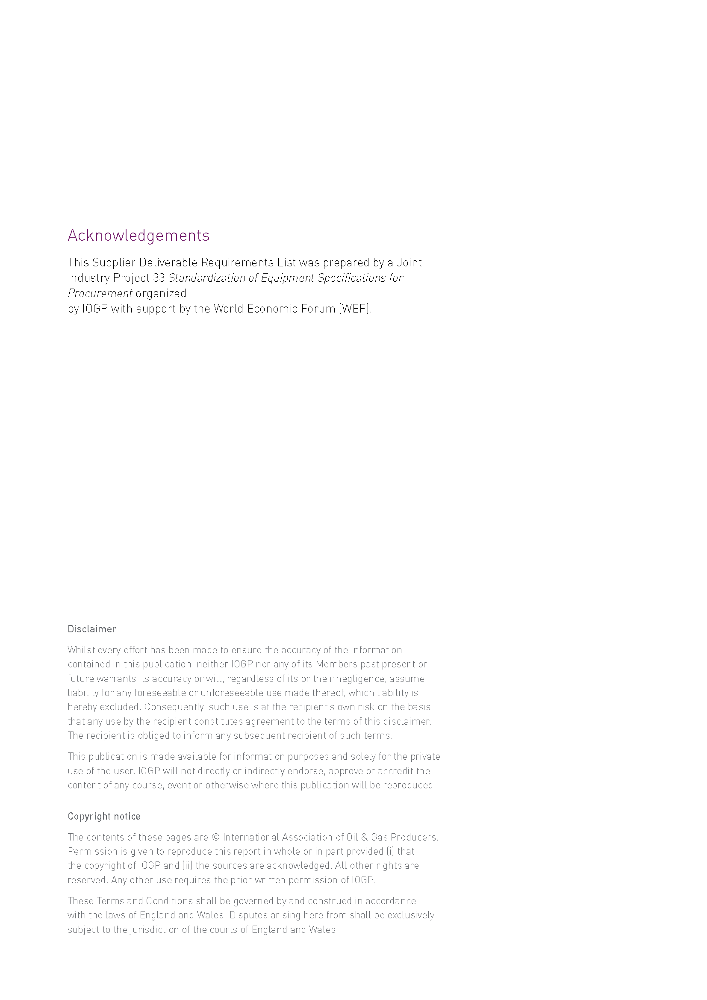 Acknowledgements
This Supplier Deliverable Requirements List was prepared by a Joint
Industry Project 33 Standardization of Equipment Specifications for
Procurement organized
by IOGP with support by the World Economic Forum (WEF).
Disclaimer
Whilst every effort has been made to ensure the accuracy of the information
contained in this publication, neither IOGP nor any of its Members past present or
future warrants its accuracy or will, regardless of its or their negligence, assume
liability for any foreseeable or unforeseeable use made thereof, which liability is
hereby excluded. Consequently, such use is at the recipient's own risk on the basis
that any use by the recipient constitutes agreement to the terms of this disclaimer.
The recipient is obliged to inform any subsequent recipient of such terms.
This publication is made available for information purposes and solely for the private
use of the user. IOGP will not directly or indirectly endorse, approve or accredit the
content of any course, event or otherwise where this publication will be reproduced.
Copyright notice
The contents of these pages are © International Association of Oil & Gas Producers.
Permission is given to reproduce this report in whole or in part provided (i) that
the copyright of IOGP and (ii) the sources are acknowledged. All other rights are
reserved. Any other use requires the prior written permission of IOGP.
These Terms and Conditions shall be governed by and construed in accordance
with the laws of England and Wales. Disputes arising here from shall be exclusively
subject to the jurisdiction of the courts of England and Wales.